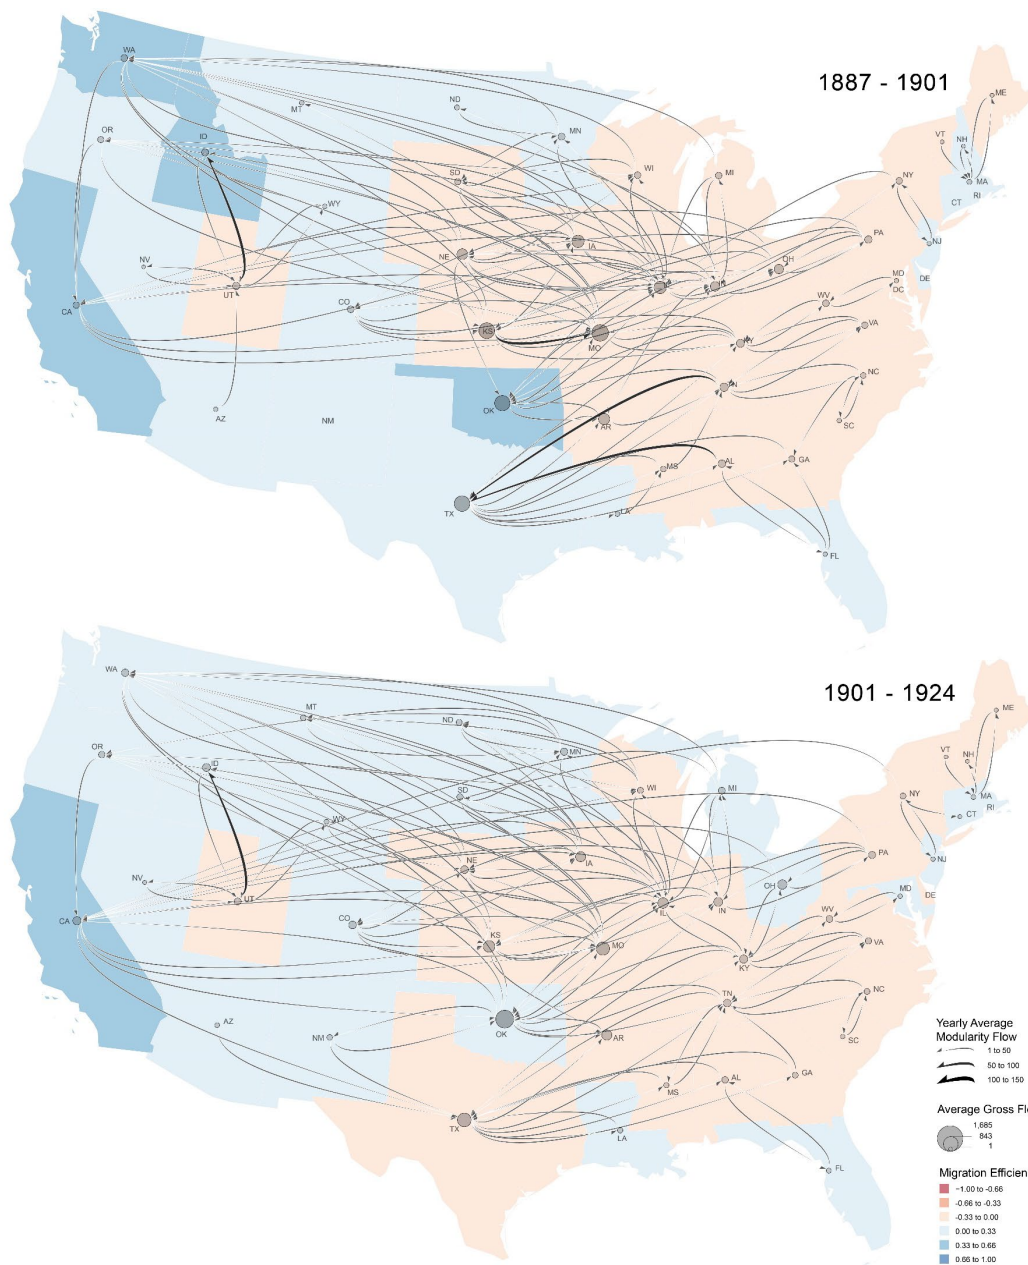 WA
1887 - 1901
ME
ND
MT
VT
NH
OR
ID
MN
MA
WI
MI
NY
RI
SD
CT
WY
PA
IA
NJ
NE
OH
NV
UT
MD
DE
DC
CO
WV
CA
KS
VA
MO
KY
NC
OK
AZ
NM
AR
SC
MS
AL
GA
TX
LA
FL
1901 - 1924
WA
ME
MT
ND
OR
MN
VT
NH
ID
SD
WI
MI
NY
MA
RI
CT
WY
PA
IA
NE
NJ
NV
OH
UT
MD
DE
CA
CO
IL
IN
WV
KS
MO
VA
KY
TN
NC
AZ
OK
NM
AR
SC
Yearly Average
Modularity Flow
1 to 50
50 to 100
100 to 150
MS
AL
GA
TX
LA
FL
Average Gross Fl
1,685
843
1
Migration Efficien
-1.00 to -0.66
-0.66 to -0.33
-0.33 to 0.00
0.00 to 0.33
0.33 to 0.66
0.66 to 1.00